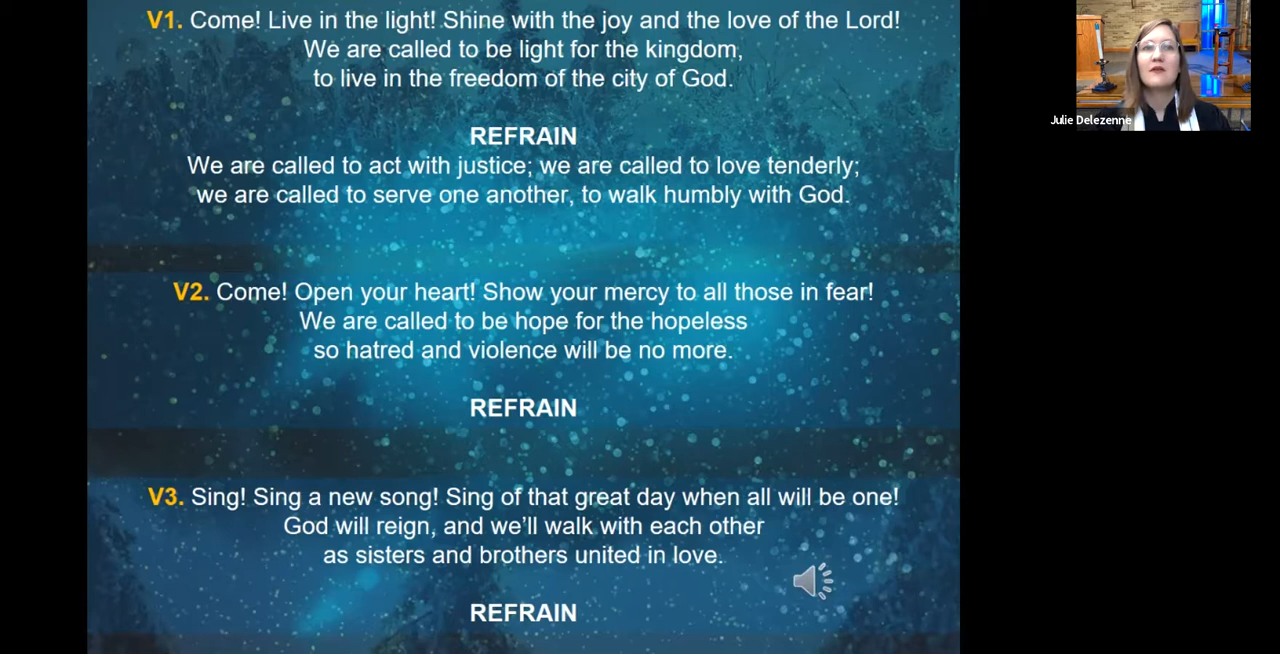 V1. Come! Live in the light! Shine with the joy and the love of the Lord!
We are called to be light for the kingdom,
to live in the freedom of the city of God.
REFRAIN
We are called to act with justice; we are called to love tenderly;
we are called to serve one another, to walk humbly with God.
V2. Come! Open your heart! Show your mercy to all those in fear!
We are called to be hope for the hopeless
so hatred and violence will be no more.
REFRAIN
V3. Sing! Sing a new song! Sing of that great day when all will be one!
God will reign, and we’ll walk with each other
as sisters and brothers united in love.
REFRAIN
Julie Delezenne